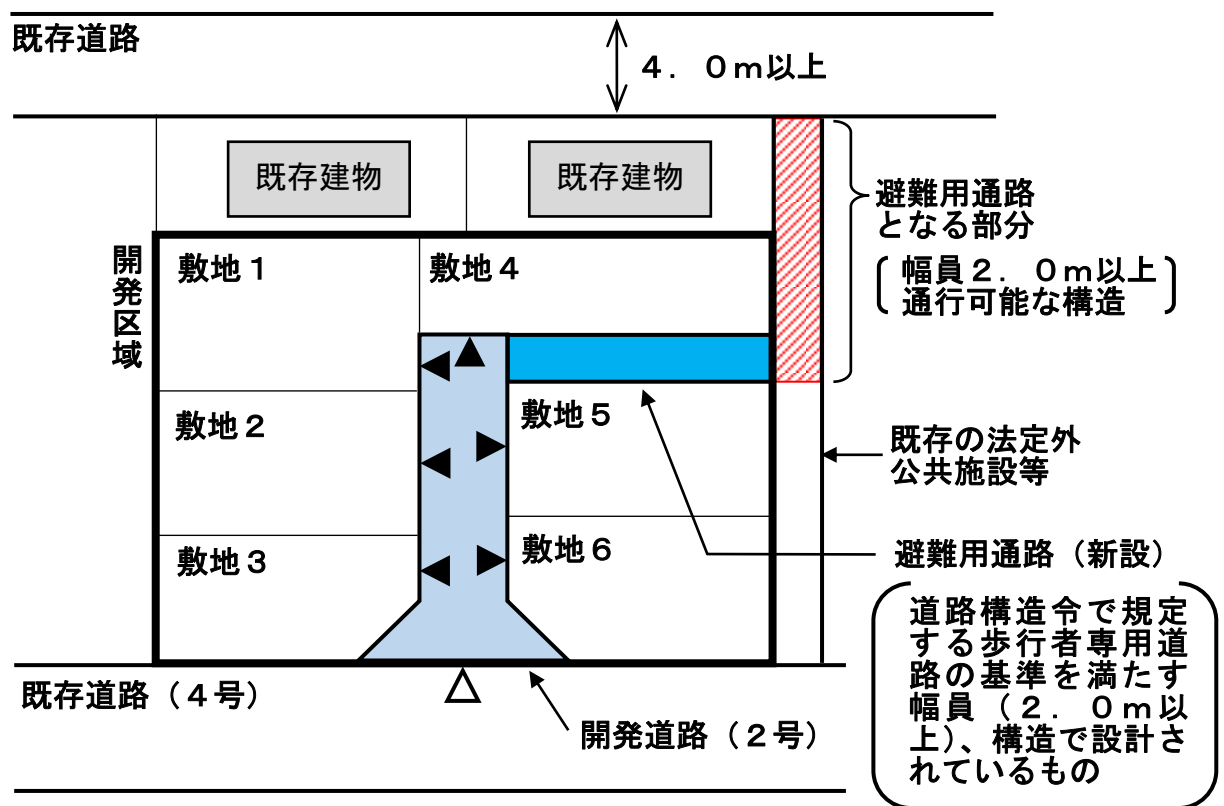 既存道路
４．０ｍ以上
既存建物
既存建物
避難用通路
となる部分
幅員２．０ｍ以上
通行可能な構造
開発区域
敷地１
敷地４
敷地２
敷地５
既存の法定外
公共施設等
敷地３
敷地６
避難用通路（新設）
道路構造令で規定
する歩行者専用道
路の基準を満たす
幅員（２．０ｍ以
上）、構造で設計さ
れているもの
既存道路（４号）
開発道路（２号）